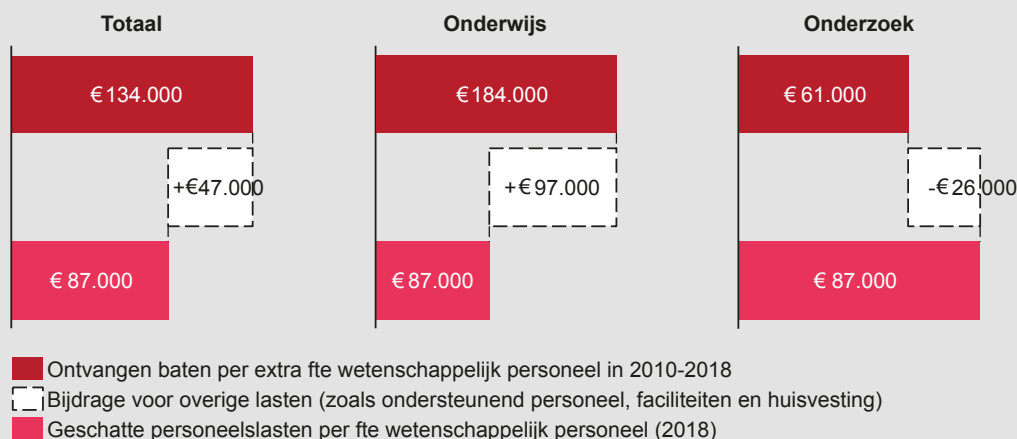 Totaal Onderwijs Onderzoek
€ 134.000 € 184.000 € 61.000
+€47.000 +€ 97.000 -€ 26.000
€ 87.000 € 87.000 € 87.000
Ontvangen baten per extra fte wetenschappelijk personeel in 2010-2018
Bijdrage voor overige lasten (zoals ondersteunend personeel, faciliteiten en huisvesting)
Geschatte personeelslasten per fte wetenschappelijk personeel (2018)